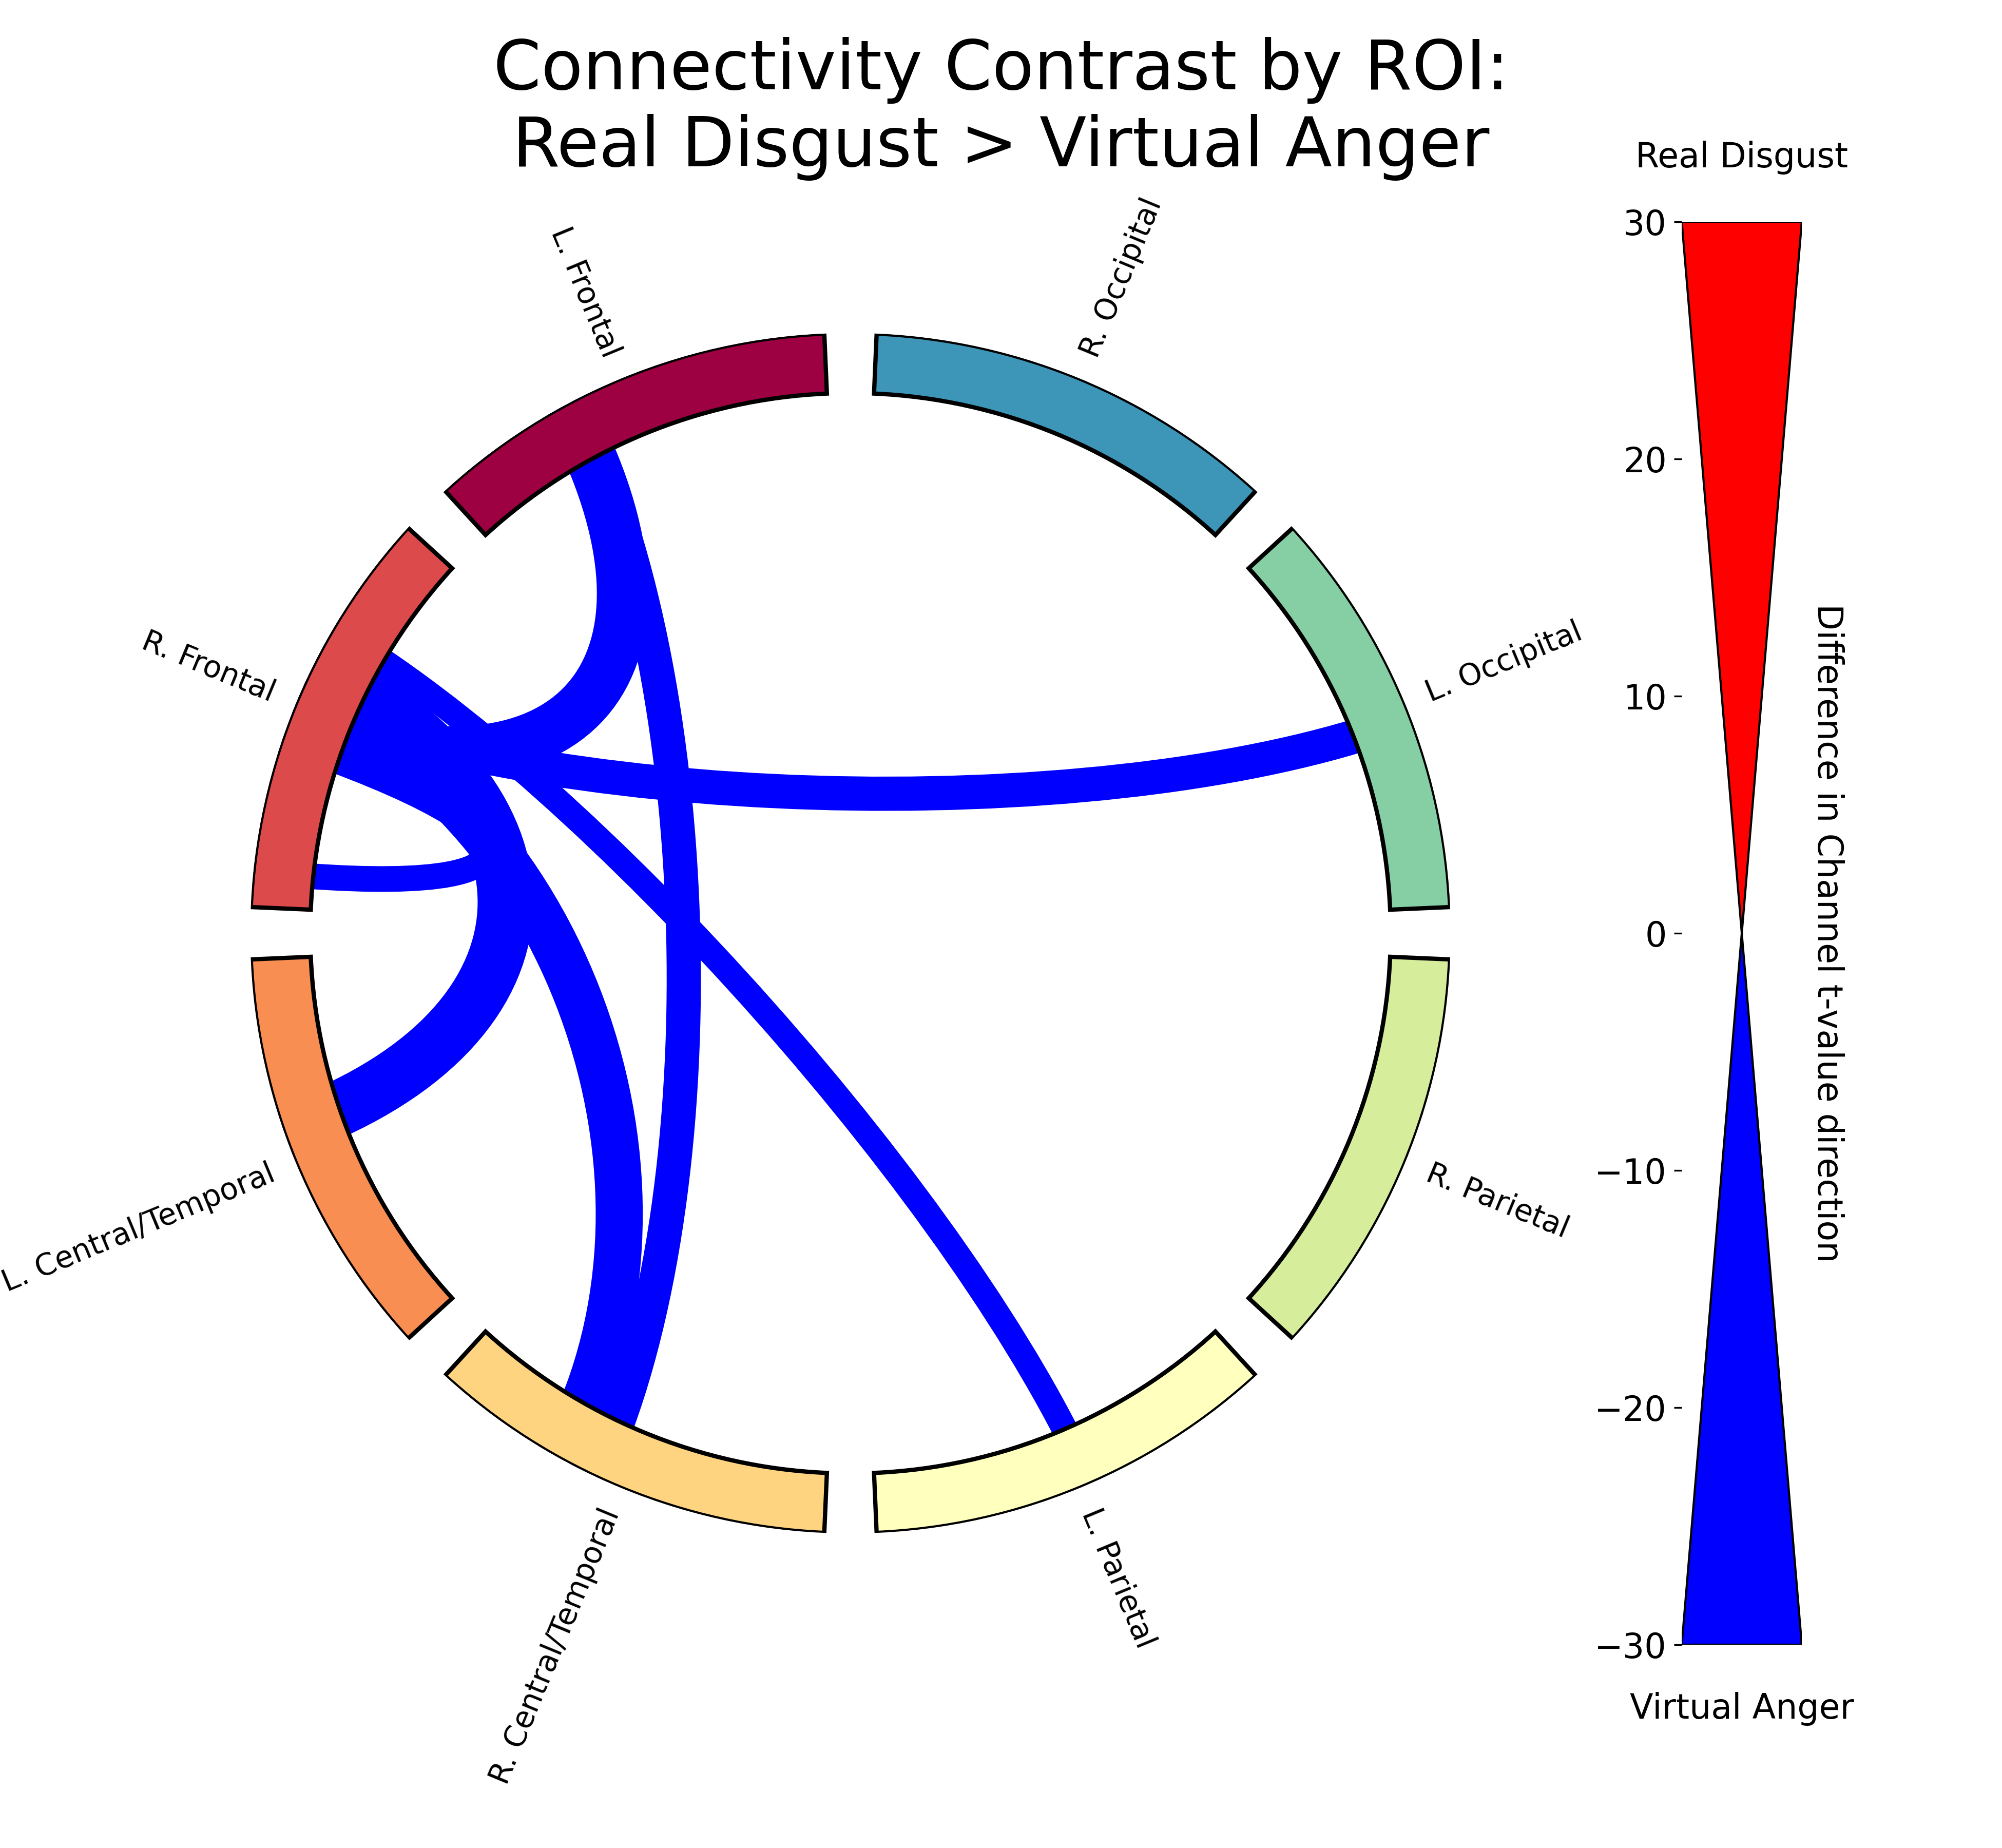 Connectivity Contrast by ROI:
Real Disgust > Virtual Anger
Real Disgust
30
20
10
0
−10
−20
−30
Virtual Anger
Difference in Channel t-value direction
L. Frontal
R. Occipital
R. Frontal
L. Occipital
L. Central/Temporal
R. Parietal
R. Central/Temporal
L. Parietal